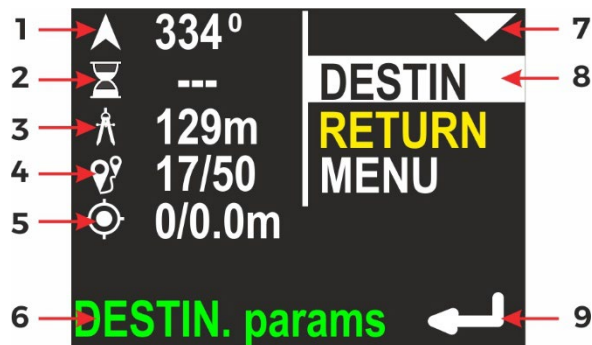 1 334° 7
2 --- DESTIN 8
3 129m RETURN
4 17/50 MENU
5 0/0.0m
6 DESTIN. params 9